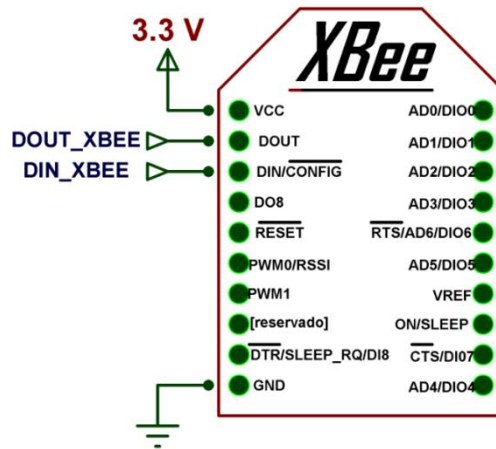 3.3 V
XBee
VCC AD0/DIO0
DOUT_XBEE DOUT AD1/DIO1
DIN_XBEE DIN/CONFIG AD2/DIO2
DO8 AD3/DIO3
RESET RTS/AD6/DIO6
PWM0/RSSI AD5/DIO5
PWM1 VREF
[reservado] ON/SLEEP
DTR/SLEEP_RQ/DI8 CTS/DI07
GND AD4/DIO4